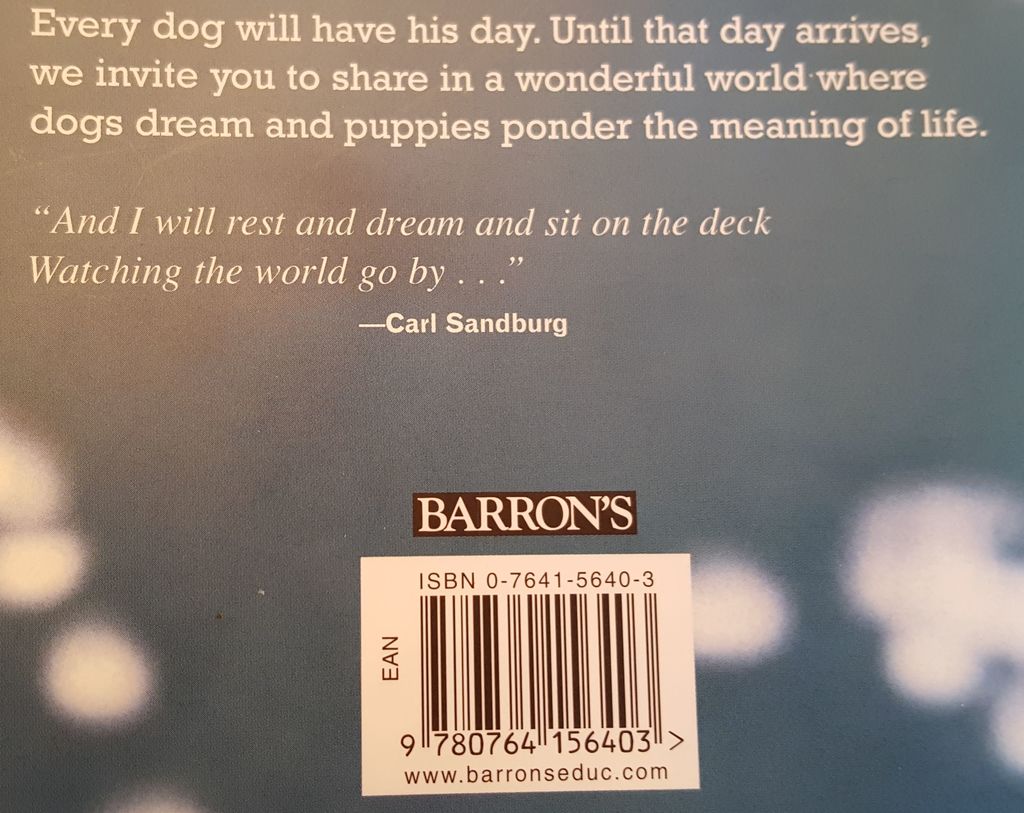 Every dog will have his day. Until that day arrives,
we invite you to share in a wonderful world where
dogs dream and puppies ponder the meaning of life.
“And I will rest and dream and sit on the deck
Watching the world go by . . .”
—Carl Sandburg
BARRON'S
ISBN 0-7641-5640-3
EAN
9 780764 156403 >
www.barronseduc.com